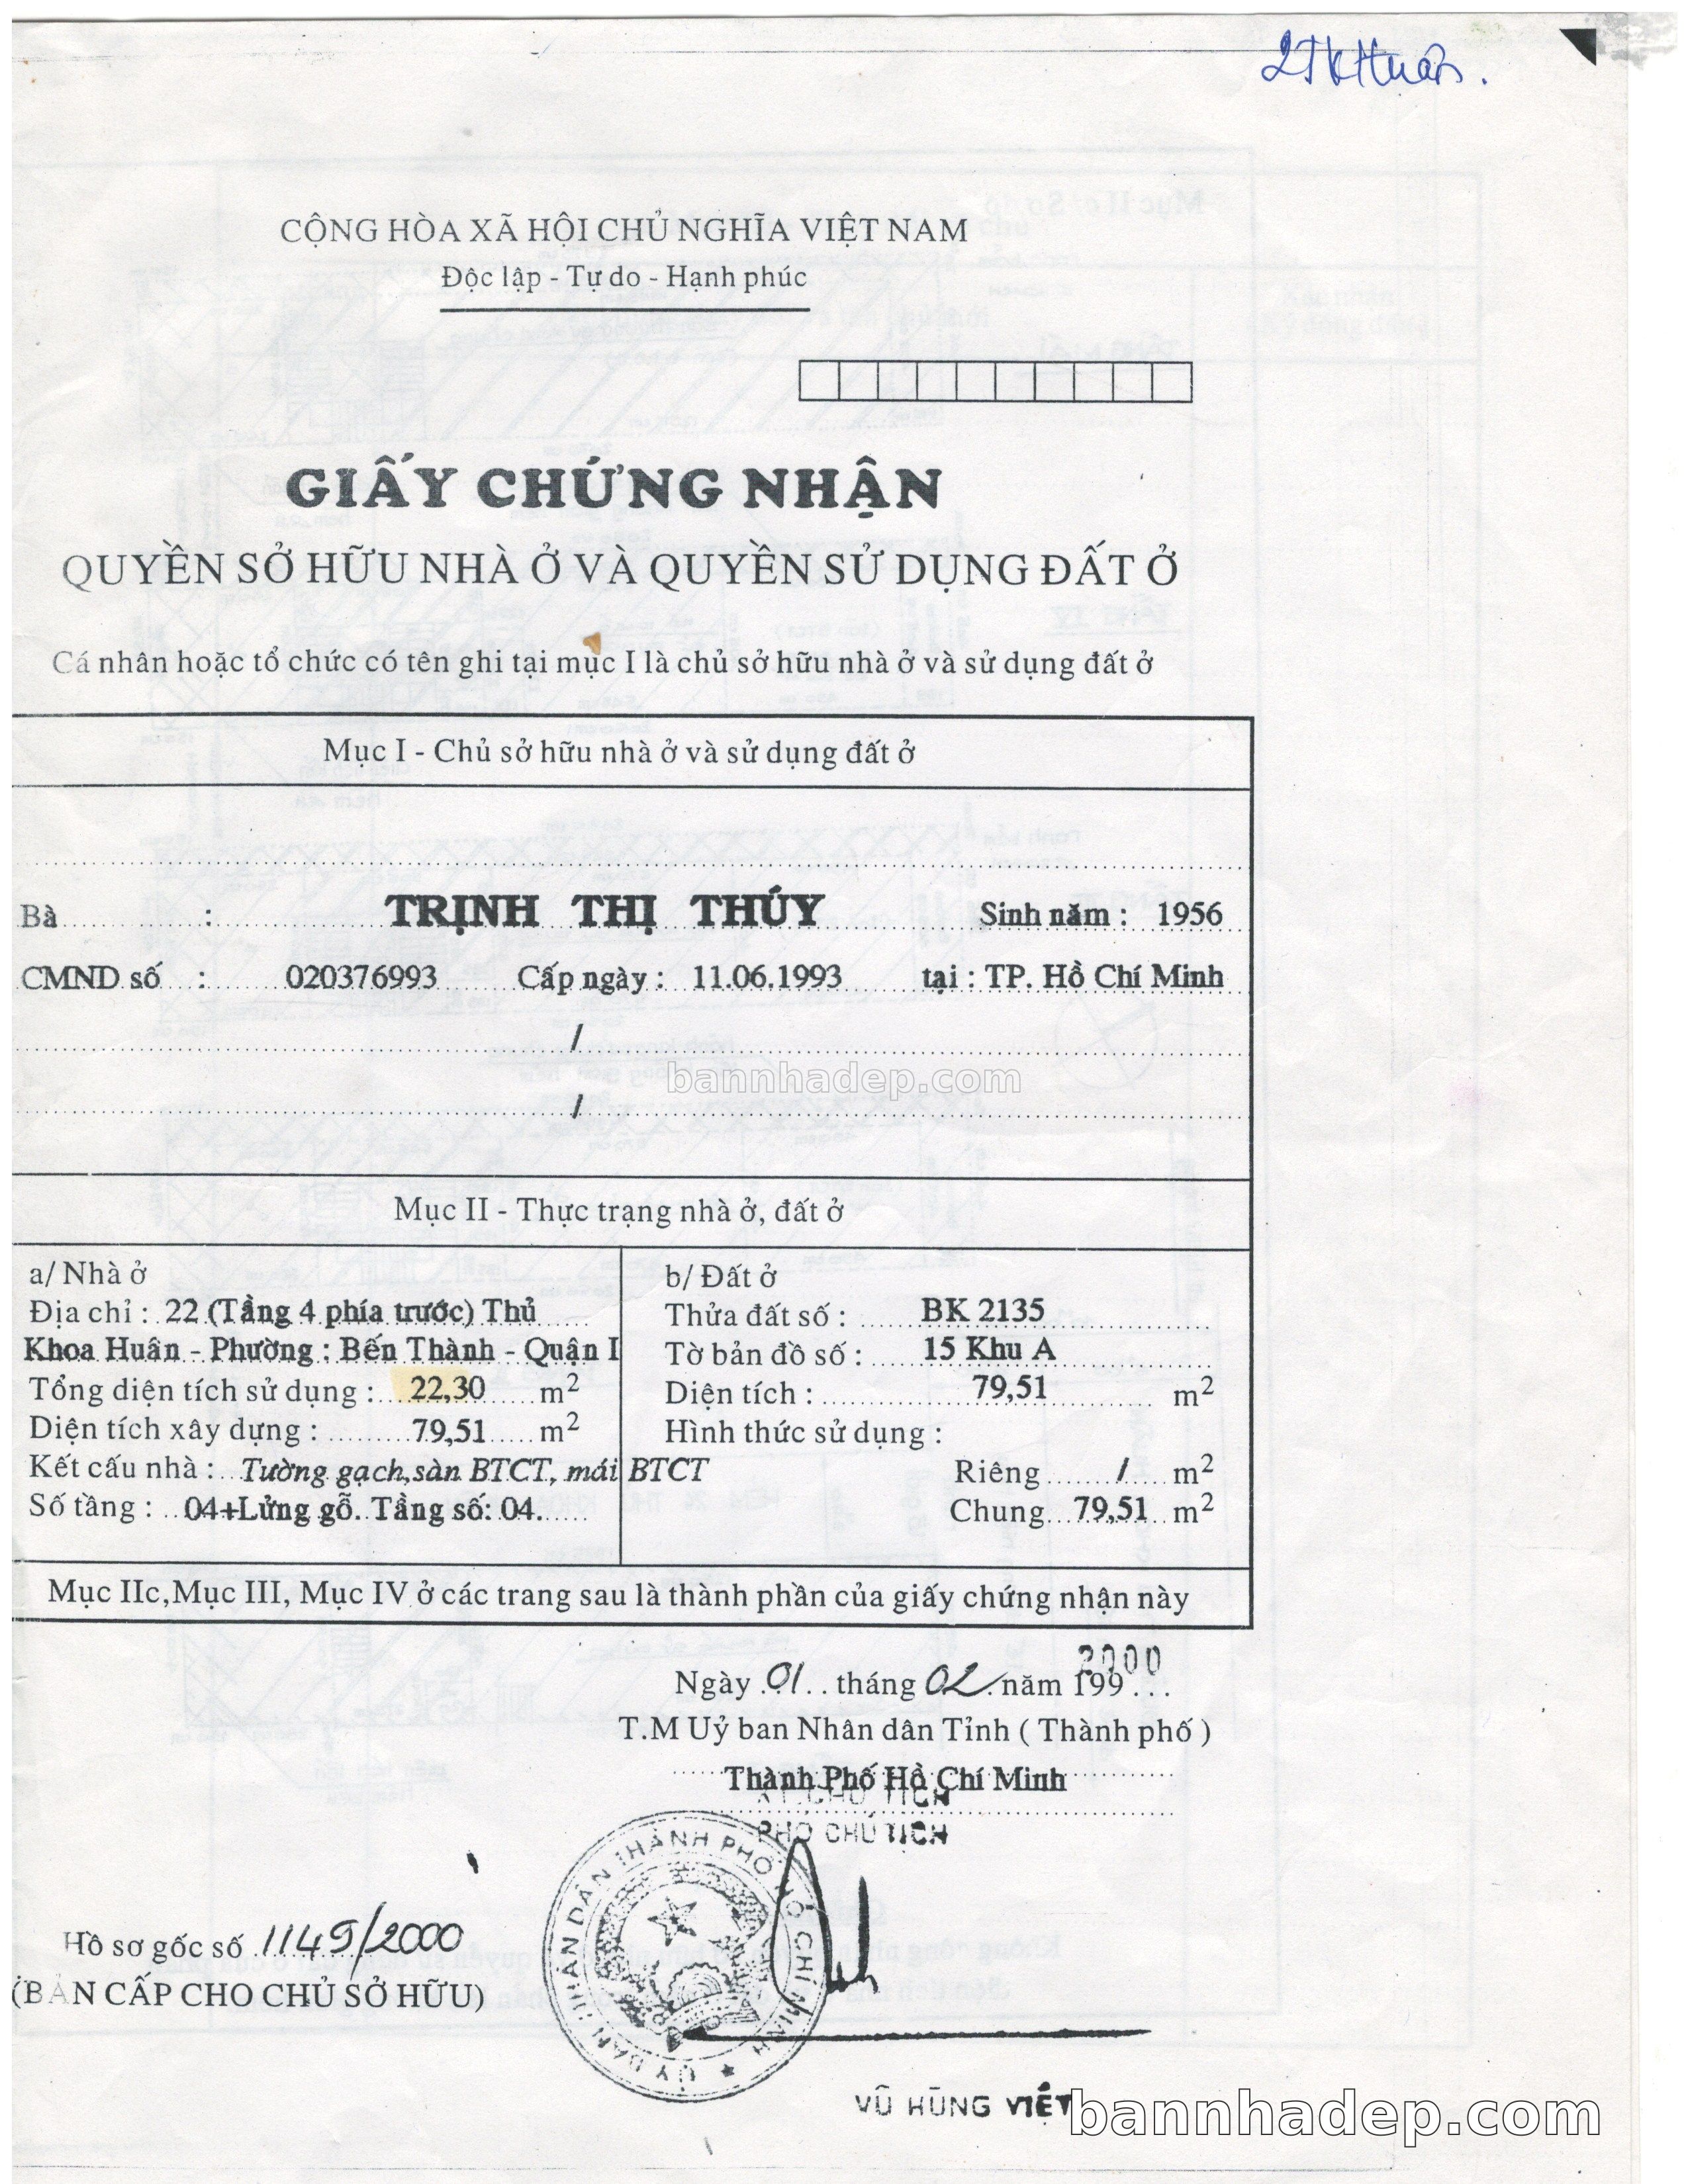 2TKHuân.
CỘNG HÒA XÃ HỘI CHỦ NGHĨA VIỆT NAM
Độc lập - Tự do - Hạnh phúc
GIẤY CHỨNG NHẬN
QUYỀN SỞ HỮU NHÀ Ở VÀ QUYỀN SỬ DỤNG ĐẤT Ở
Cá nhân hoặc tổ chức có tên ghi tại mục I là chủ sở hữu nhà ở và sử dụng đất ở
Mục I - Chủ sở hữu nhà ở và sử dụng đất ở
Bà : TRỊNH THỊ THÚY Sinh năm : 1956
CMND số : 020376993 Cấp ngày : 11.06.1993 tại : TP. Hồ Chí Minh
/
bannhadep.com
/
Mục II - Thực trạng nhà ở, đất ở
a/ Nhà ở
Địa chỉ : 22 (Tầng 4 phía trước) Thủ
Khoa Huân - Phường : Bến Thành - Quận I
Tổng diện tích sử dụng : 22,30 m2
Diện tích xây dựng : 79,51 m2
Kết cấu nhà : Tường gạch,sàn BTCT, mái BTCT
Số tầng : 04+Lửng gỗ. Tầng số: 04.
b/ Đất ở
Thửa đất số : BK 2135
Tờ bản đồ số : 15 Khu A
Diện tích : 79,51 m2
Hình thức sử dụng :
Riêng / m2
Chung 79,51 m2
Mục IIc,Mục III, Mục IV ở các trang sau là thành phần của giấy chứng nhận này
Ngày 01 tháng 02 năm 199... 2000
T.M Uỷ ban Nhân dân Tỉnh ( Thành phố )
Thành Phố Hồ Chí Minh
KT. CHỦ TỊCH
PHÓ CHỦ TỊCH
ỦY BAN NHÂN DÂN THÀNH PHỐ HỒ CHÍ MINH
Hồ sơ gốc số 1149/2000
(BẢN CẤP CHO CHỦ SỞ HỮU)
VŨ HÙNG VIỆT
bannhadep.com